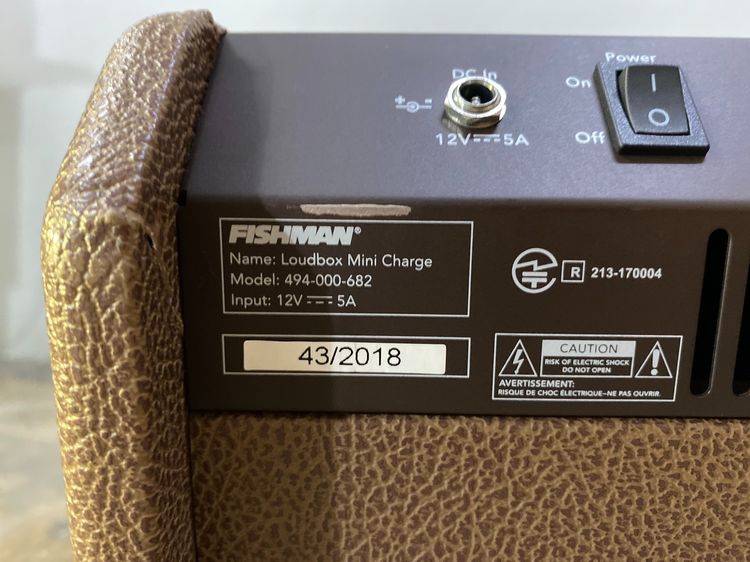 Power
DC in
On
Off
12V⎓5A
FISHMAN®
Name: Loudbox Mini Charge
Model: 494-000-682
Input: 12V⎓5A
R 213-170004
43/2018
CAUTION
RISK OF ELECTRIC SHOCK
DO NOT OPEN
AVERTISSEMENT:
RISQUE DE CHOC ÉLECTRIQUE–NE PAS OUVRIR.